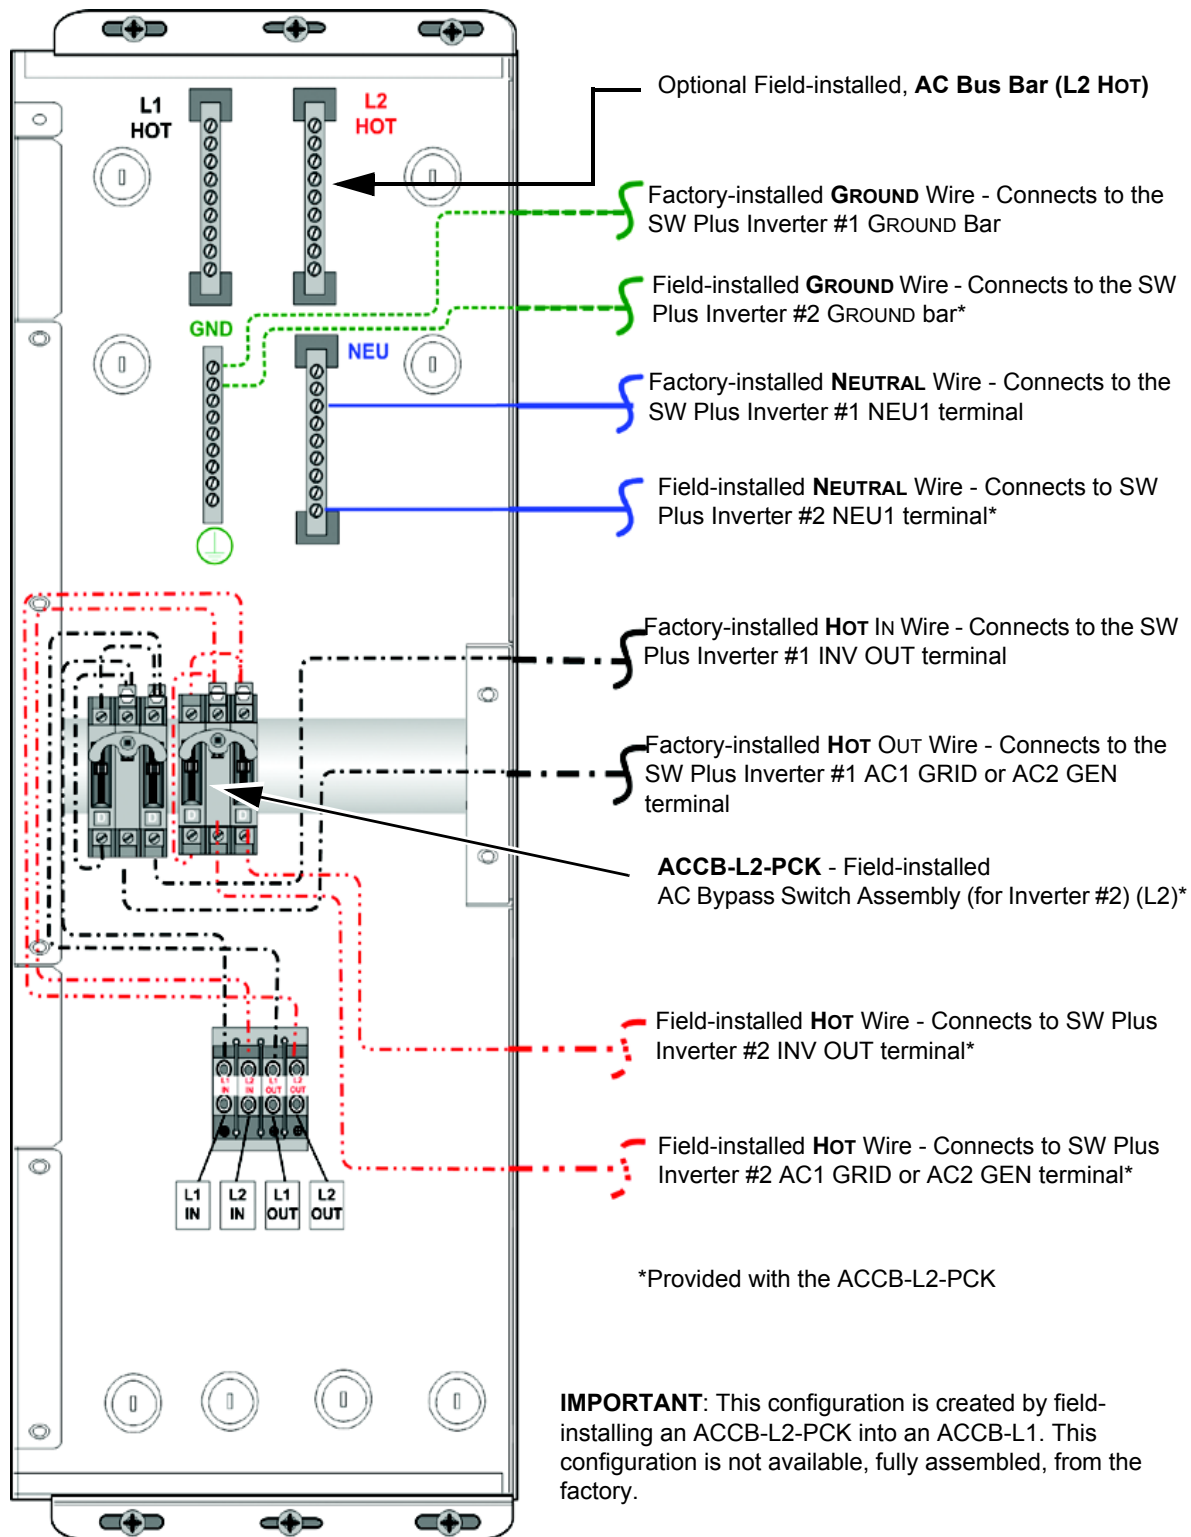 Optional Field-installed, AC Bus Bar (L2 HOT)
L1
HOT
L2
HOT
Factory-installed GROUND Wire - Connects to the
SW Plus Inverter #1 GROUND Bar
Field-installed GROUND Wire - Connects to the SW
Plus Inverter #2 GROUND bar*
GND
NEU
Factory-installed NEUTRAL Wire - Connects to the
SW Plus Inverter #1 NEU1 terminal
Field-installed NEUTRAL Wire - Connects to SW
Plus Inverter #2 NEU1 terminal*
Factory-installed HOT IN Wire - Connects to the SW
Plus Inverter #1 INV OUT terminal
Factory-installed HOT OUT Wire - Connects to the
SW Plus Inverter #1 AC1 GRID or AC2 GEN
terminal
D D D D
ACCB-L2-PCK - Field-installed
AC Bypass Switch Assembly (for Inverter #2) (L2)*
Field-installed HOT Wire - Connects to SW Plus
Inverter #2 INV OUT terminal*
L1 IN
L2 IN
L1 OUT
L2 OUT
Field-installed HOT Wire - Connects to SW Plus
Inverter #2 AC1 GRID or AC2 GEN terminal*
L1
IN
L2
IN
L1
OUT
L2
OUT
*Provided with the ACCB-L2-PCK
IMPORTANT: This configuration is created by field-
installing an ACCB-L2-PCK into an ACCB-L1. This
configuration is not available, fully assembled, from the
factory.